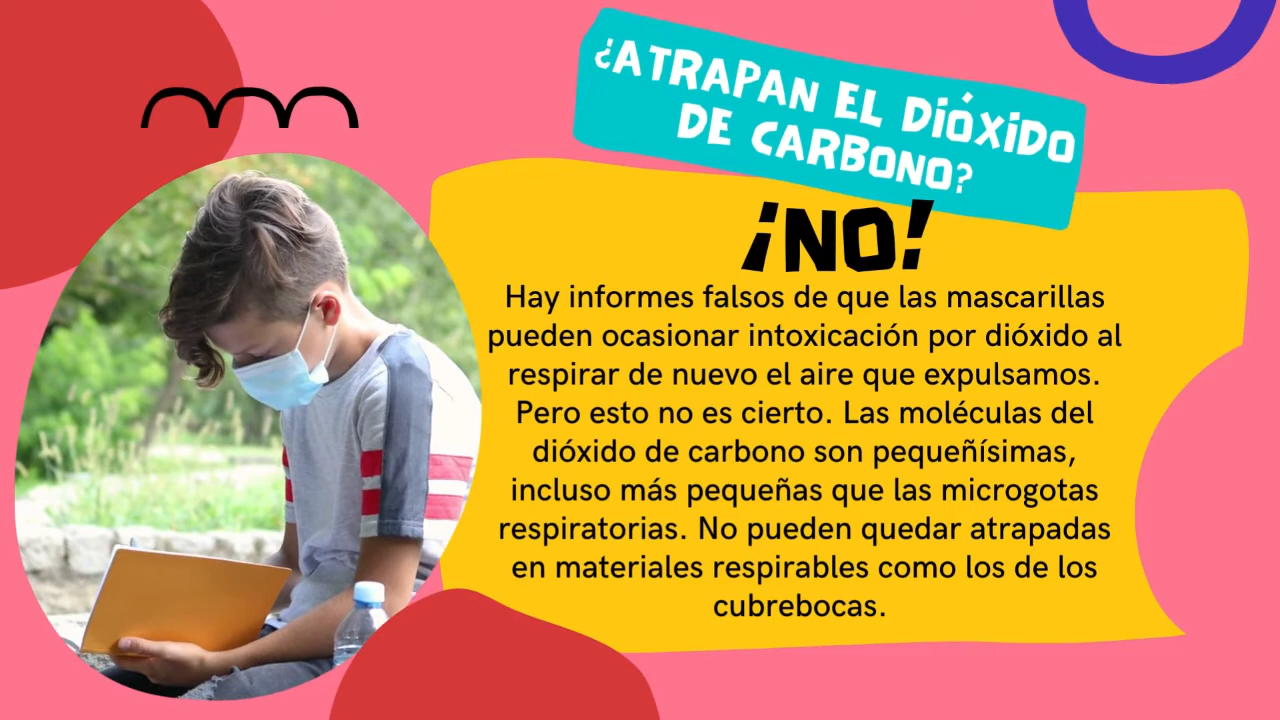 ¿ATRAPAN EL DIÓXIDO
DE CARBONO?
¡NO!
Hay informes falsos de que las mascarillas
pueden ocasionar intoxicación por dióxido al
respirar de nuevo el aire que expulsamos.
Pero esto no es cierto. Las moléculas del
dióxido de carbono son pequeñísimas,
incluso más pequeñas que las microgotas
respiratorias. No pueden quedar atrapadas
en materiales respirables como los de los
cubrebocas.